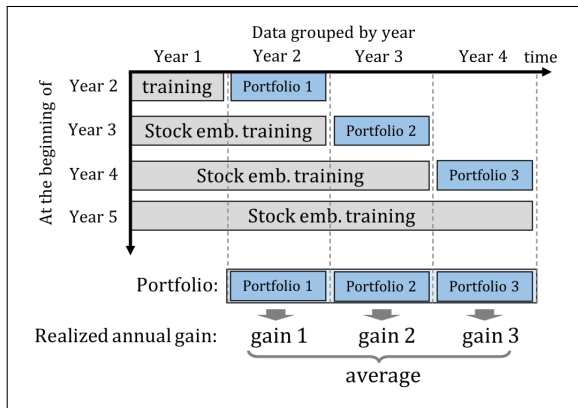 Data grouped by year
Year 1 Year 2 Year 3 Year 4 time
At the beginning of
Year 2 training Portfolio 1
Year 3 Stock emb. training Portfolio 2
Year 4 Stock emb. training Portfolio 3
Year 5 Stock emb. training
Portfolio: Portfolio 1 Portfolio 2 Portfolio 3
Realized annual gain: gain 1 gain 2 gain 3
average